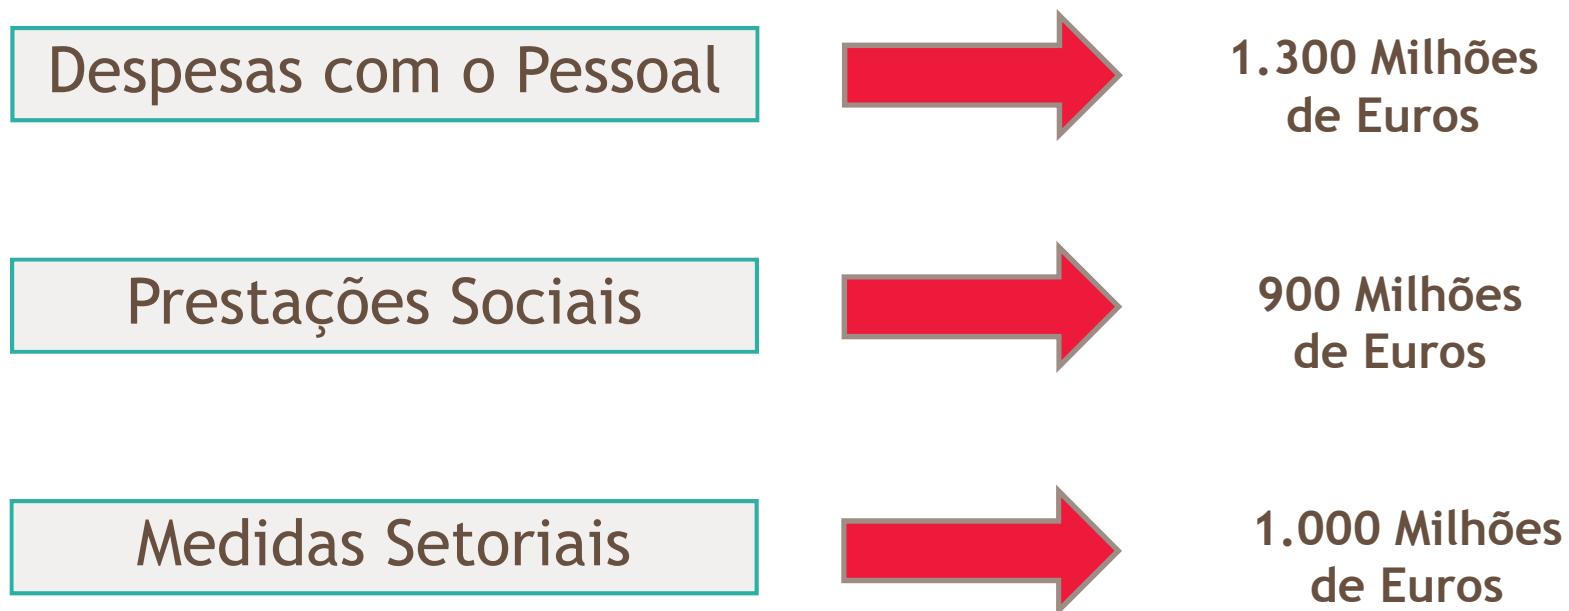 Despesas com o Pessoal
1.300 Milhões
de Euros
Prestações Sociais
900 Milhões
de Euros
Medidas Setoriais
1.000 Milhões
de Euros